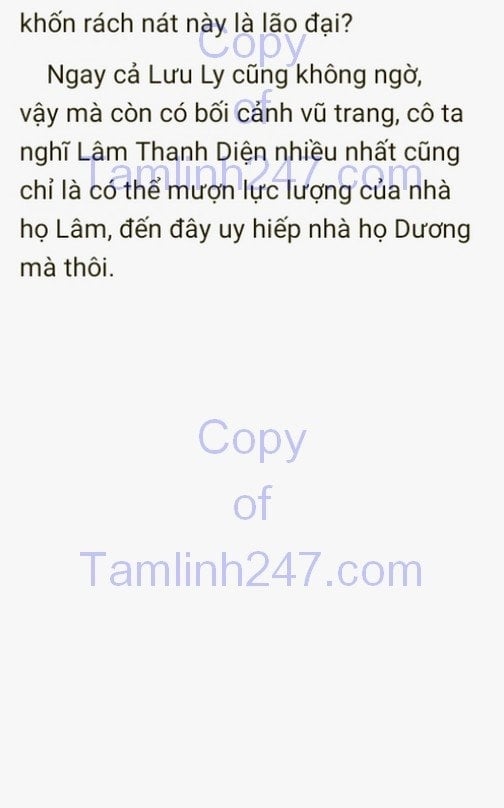 khốn rách nát này là lão đại?
Copy
Ngay cả Lưu Ly cũng không ngờ,
of
vậy mà còn có bối cảnh vũ trang, cô ta
nghĩ Lâm Thanh Diện nhiều nhất cũng
Tamlinh247.com
chỉ là có thể mượn lực lượng của nhà
họ Lâm, đến đây uy hiếp nhà họ Dương
mà thôi.
Copy
of
Tamlinh247.com